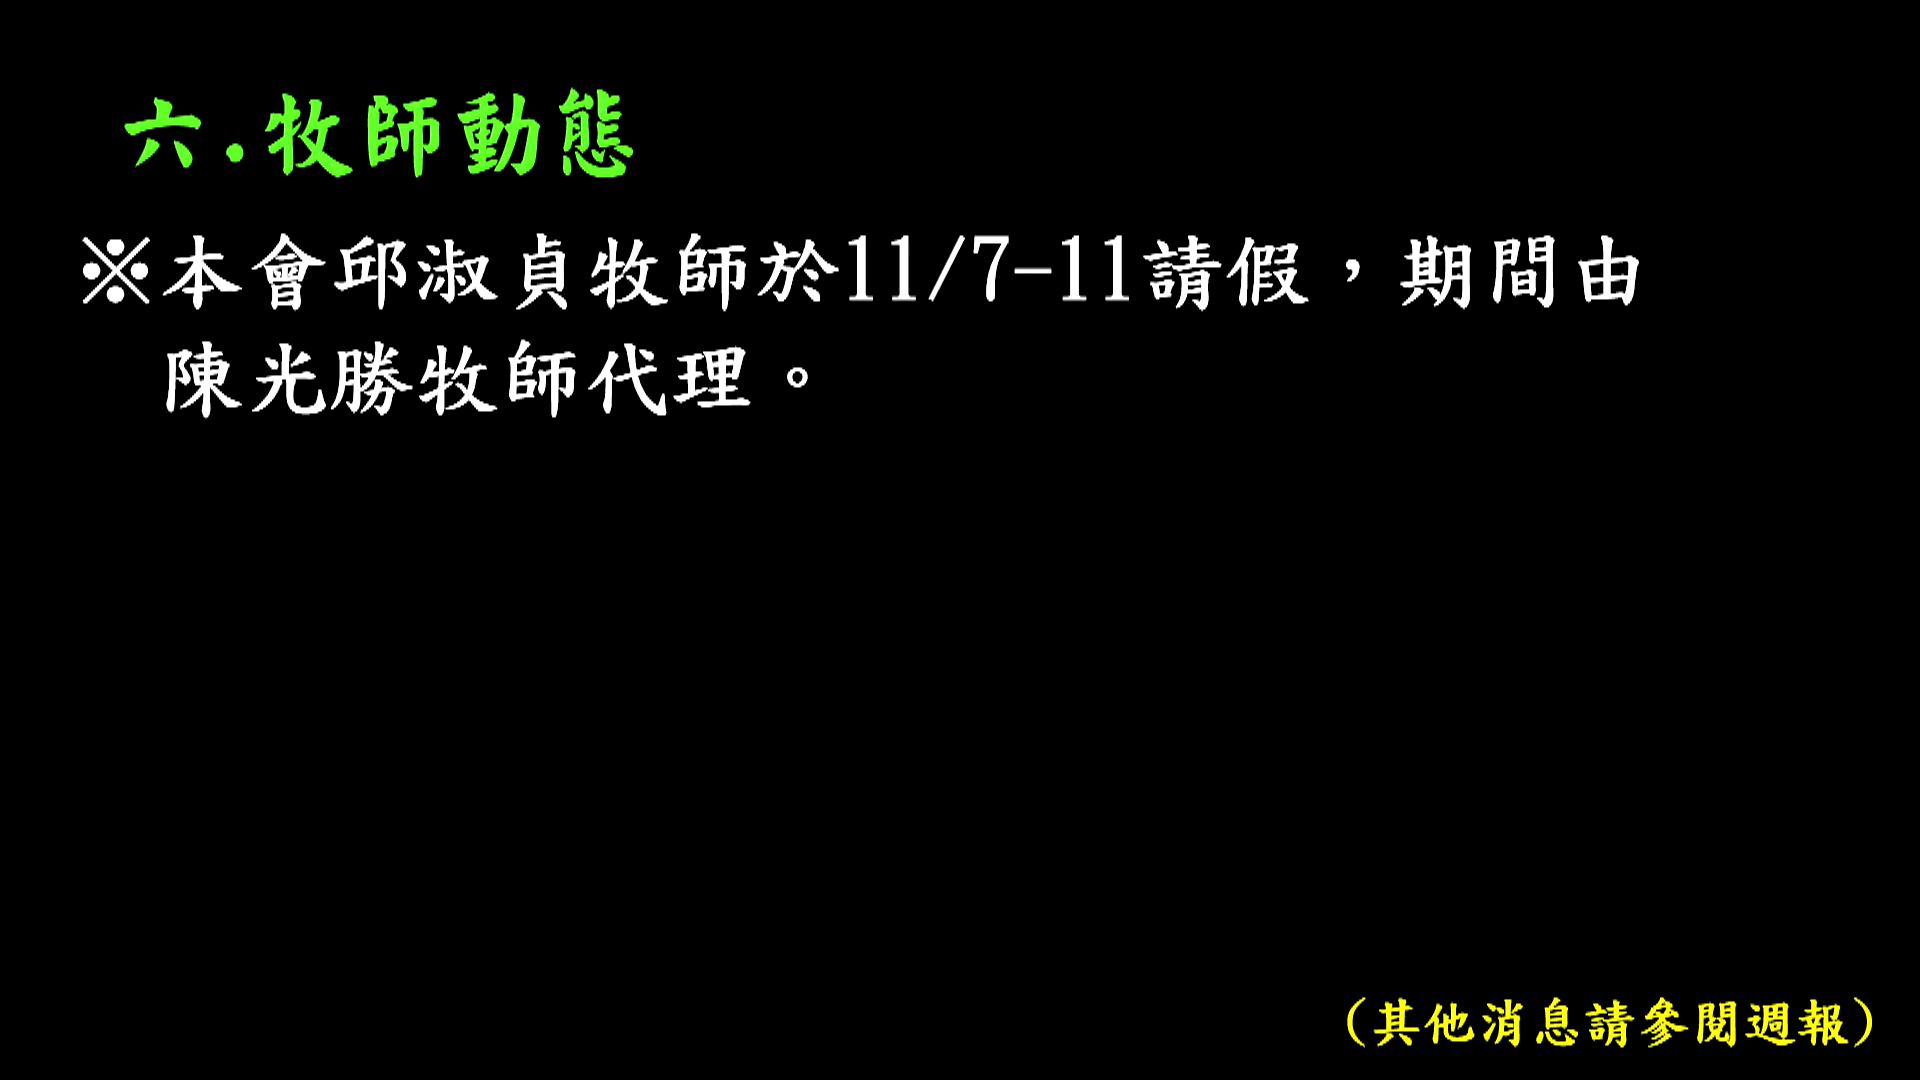 六.牧師動態
※本會邱淑貞牧師於11/7-11請假，期間由
陳光勝牧師代理。
(其他消息請參閱週報)